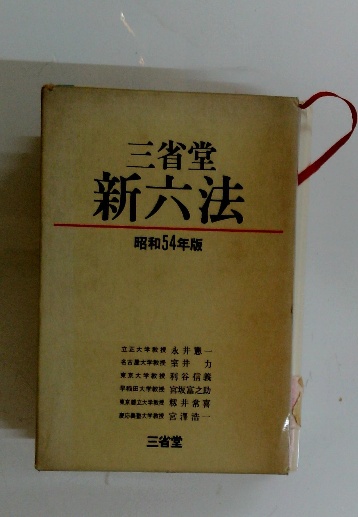 三省堂
新六法
昭和54年版
立正大学教授 永井憲一
名古屋大学教授 室井 力
東京大学教授 利谷信義
早稲田大学教授 宮坂富之助
東京都立大学教授 籾井常喜
慶応義塾大学教授 宮澤浩一
三省堂